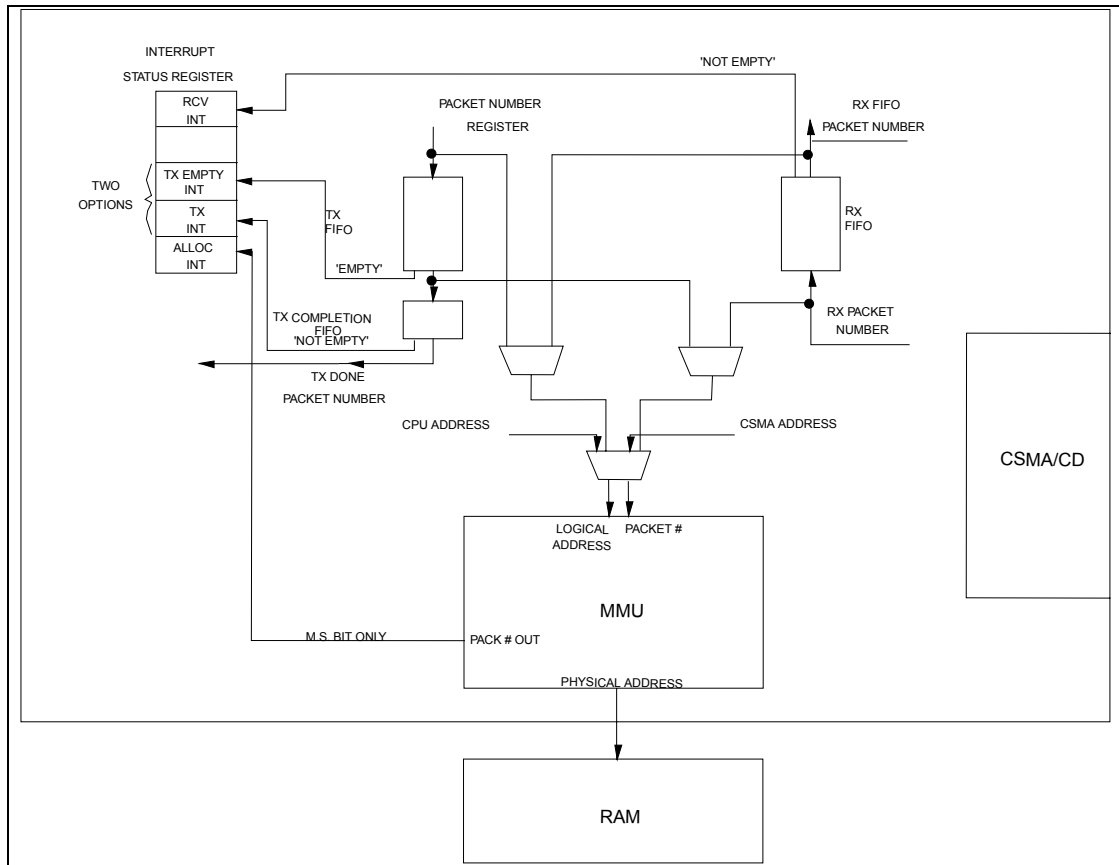 INTERRUPT
STATUS REGISTER
RCV
INT
TWO
OPTIONS
TX EMPTY
INT
TX
INT
ALLOC
INT
'NOT EMPTY'
PACKET NUMBER
REGISTER
RX FIFO
PACKET NUMBER
TX
FIFO
RX
FIFO
'EMPTY'
TX COMPLETION
FIFO
'NOT EMPTY'
RX PACKET
NUMBER
TX DONE
PACKET NUMBER
CPU ADDRESS
CSMA ADDRESS
CSMA/CD
LOGICAL
ADDRESS
PACKET #
MMU
M.S. BIT ONLY
PACK # OUT
PHYSICAL ADDRESS
RAM